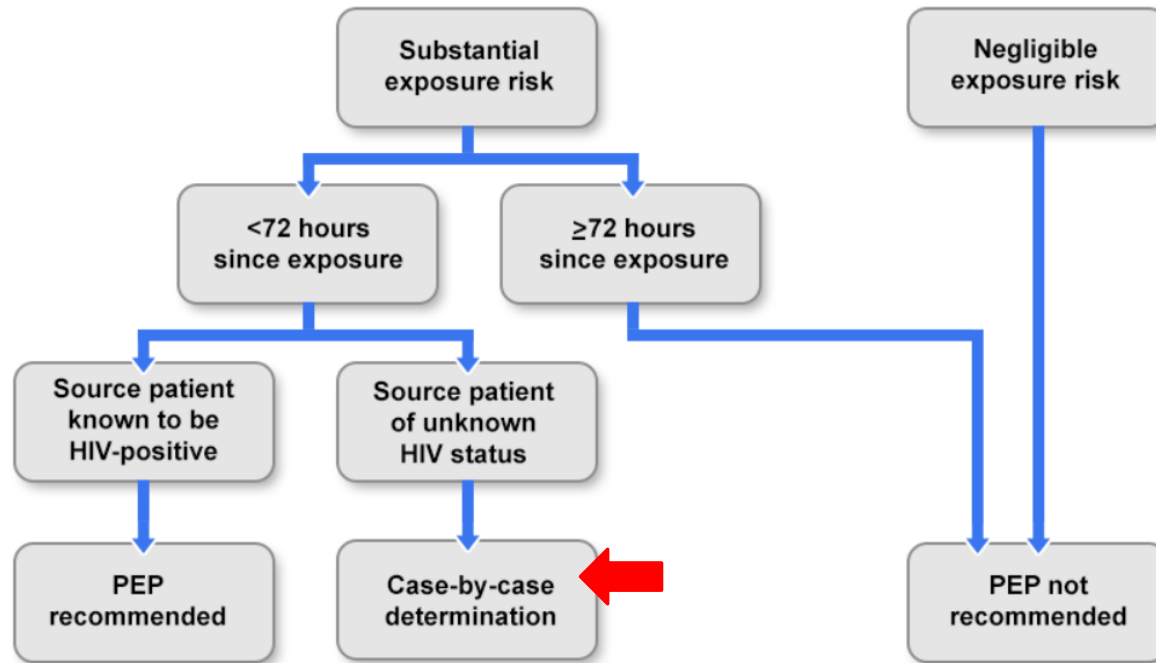 Substantial
exposure risk
Negligible
exposure risk
<72 hours
since exposure
≥72 hours
since exposure
Source patient
known to be
HIV-positive
Source patient
of unknown
HIV status
PEP
recommended
Case-by-case
determination
PEP not
recommended